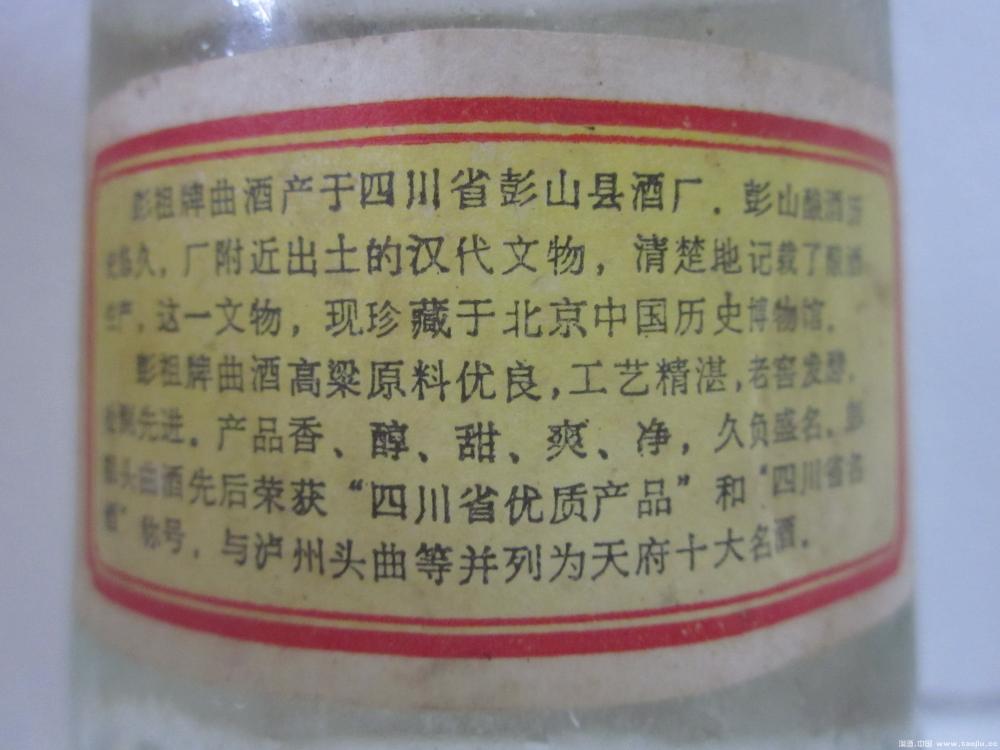 彭祖牌曲酒产于四川省彭山县酒厂。彭山酿酒历
史悠久，厂附近出土的汉代文物，清楚地记载了酿酒
生产，这一文物，现珍藏于北京中国历史博物馆。
彭祖牌曲酒高粱原料优良，工艺精湛，老窖发酵，
先进。产品香、醇、甜、爽、净，久负盛名。彭
头曲酒先后荣获“四川省优质产品”和“四川省名
酒”称号，与泸州头曲等并列为天府十大名酒。
www.saojiu.cc